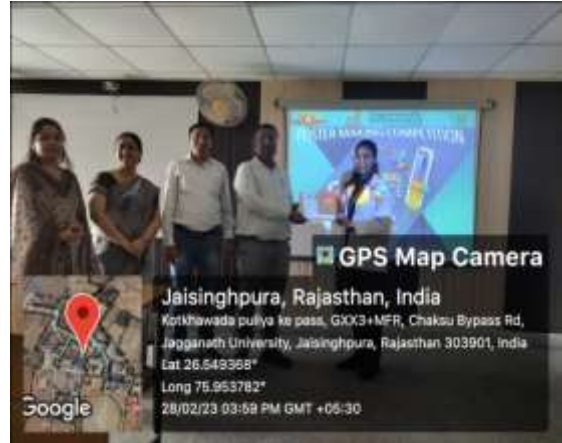 POSTER MAKING COMPETITION
GPS Map Camera
Jaisinghpura, Rajasthan, India
Kotkhawada puliya ke pass, GXX3+MFR, Chaksu Bypass Rd,
Jagganath University, Jaisinghpura, Rajasthan 303901, India
Lat 26.549368°
Long 75.953782°
28/02/23 03:59 PM GMT +05:30
Google